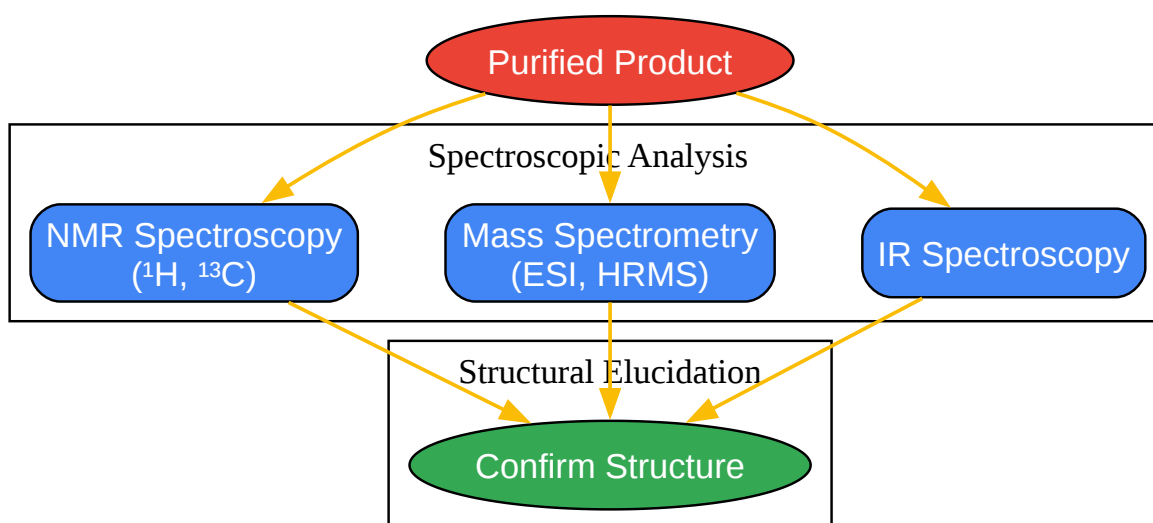 Purified Product
Spectroscopic Analysis
NMR Spectroscopy
(¹H, ¹³C)
Mass Spectrometry
(ESI, HRMS)
IR Spectroscopy
Structural Elucidation
Confirm Structure